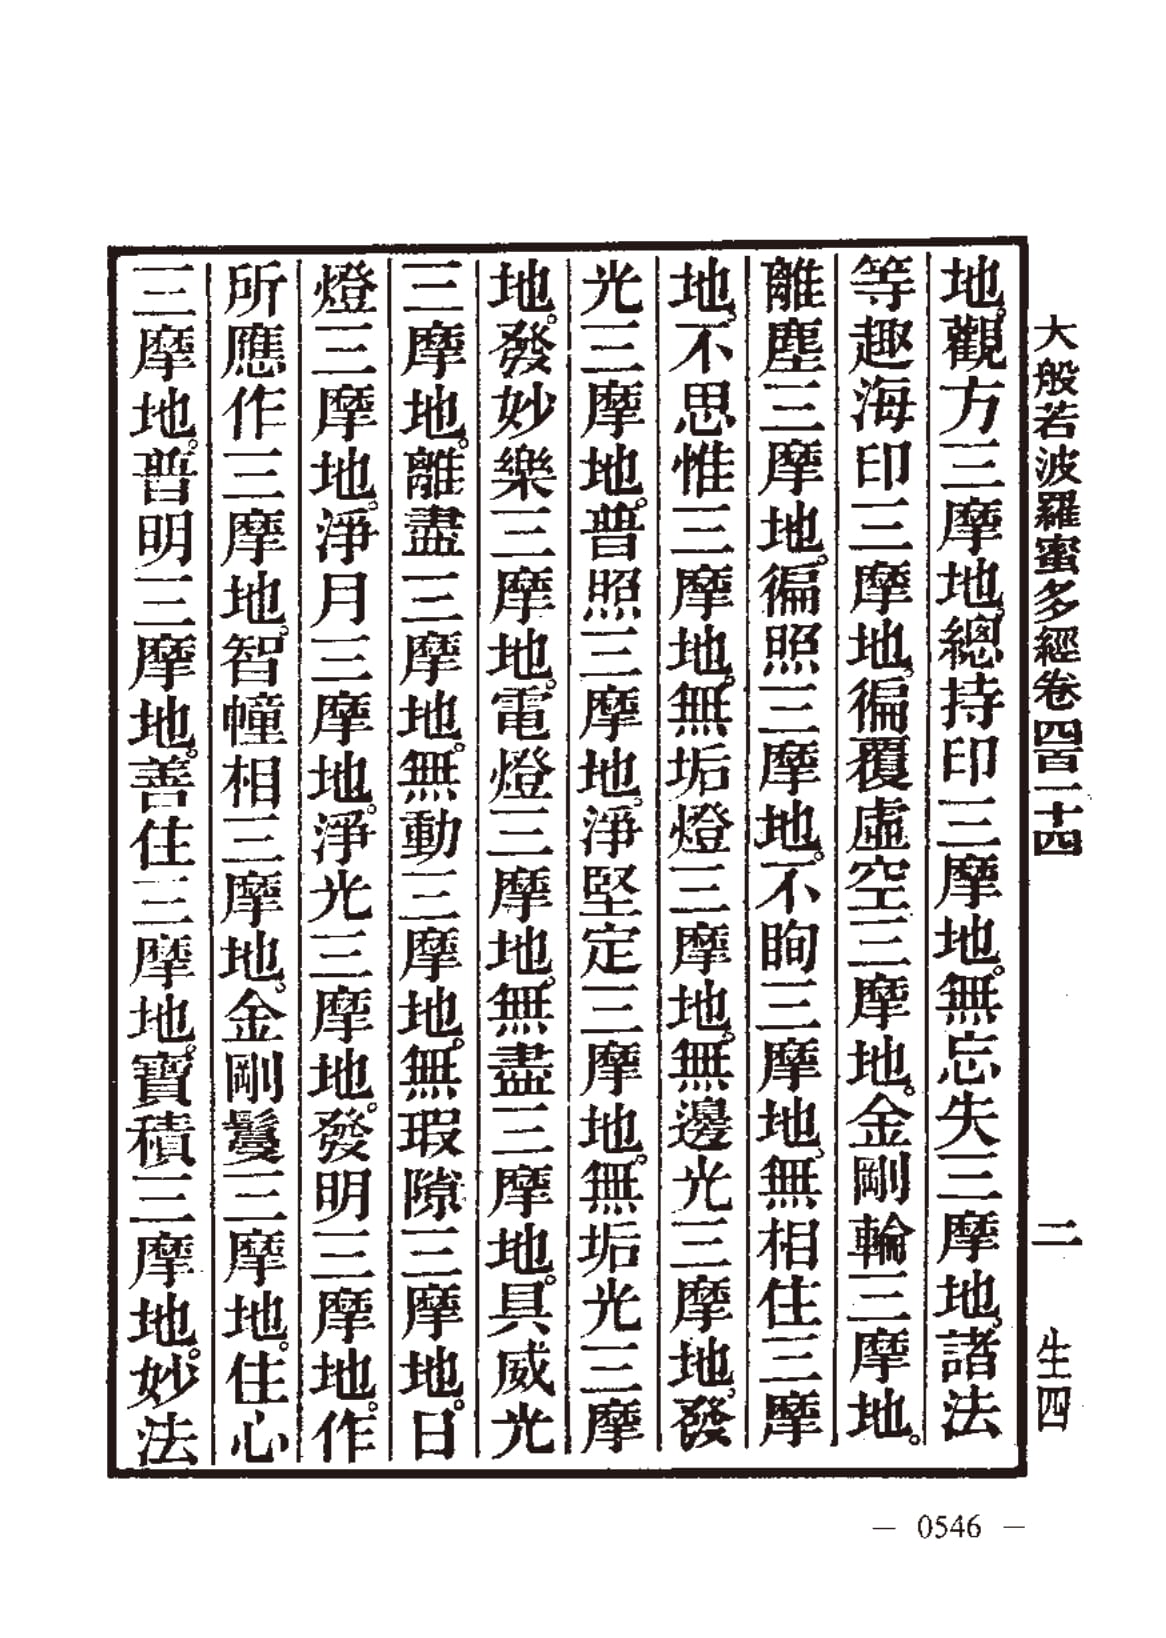 大般若波羅蜜多經卷四百一十四　二　生四
地。觀方三摩地。總持印三摩地。無忘失三摩地。諸法
等趣海印三摩地。徧覆虛空三摩地。金剛輪三摩地。
離塵三摩地。徧照三摩地。不眴三摩地。無相住三摩
地。不思惟三摩地。無垢燈三摩地。無邊光三摩地。發
光三摩地。普照三摩地。淨堅定三摩地。無垢光三摩
地。發妙樂三摩地。電燈三摩地。無盡三摩地。具威光
三摩地。離盡三摩地。無動三摩地。無瑕隙三摩地。日
燈三摩地。淨月三摩地。淨光三摩地。發明三摩地。作
所應作三摩地。智幢相三摩地。金剛鬘三摩地。住心
三摩地。普明三摩地。善住三摩地。寶積三摩地。妙法
— 0546 —